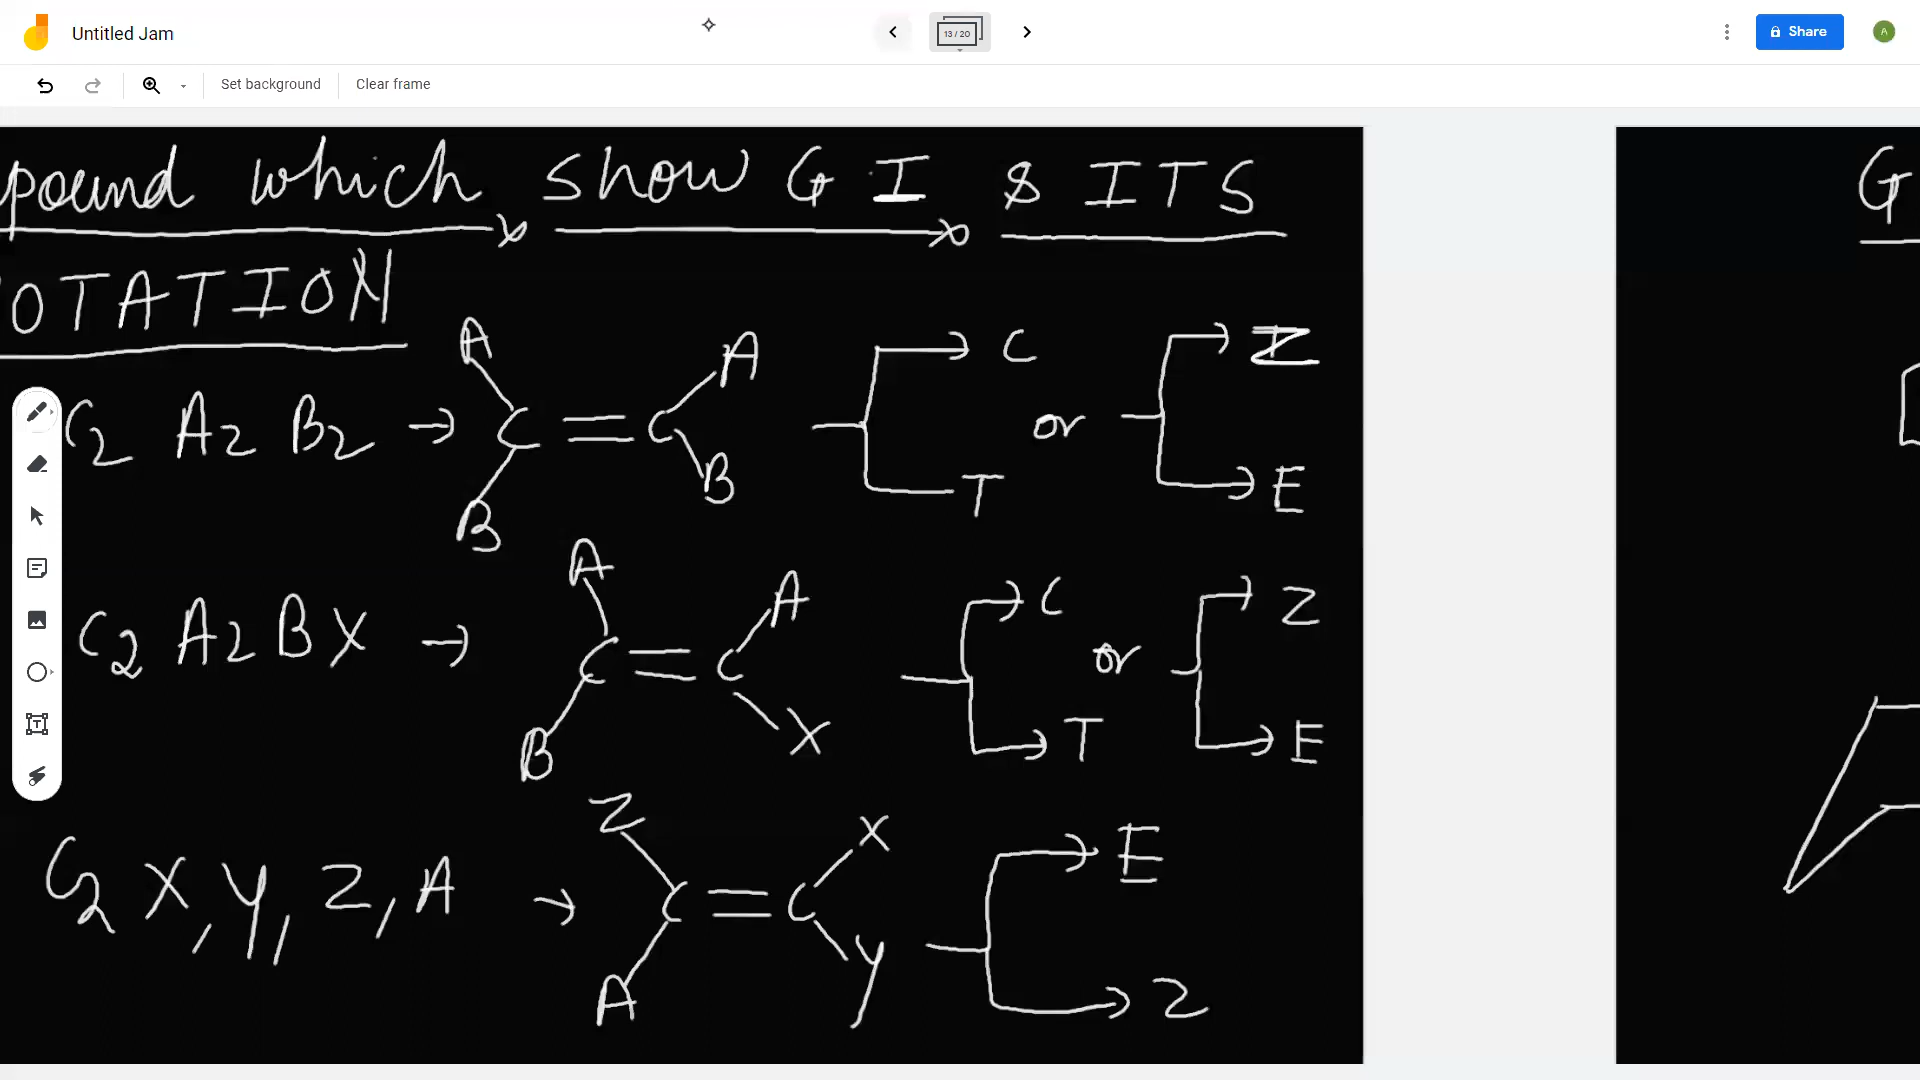 Untitled Jam
13 / 20
Share
A
Set background
Clear frame
pound which show G I & ITS
OTATION
C2 A2 B2 → A B C = C A B C T or Z E
C2 A2 B X → A B C = C A X C T or Z E
C2 X, Y, Z, A → Z A C = C X Y E Z
G